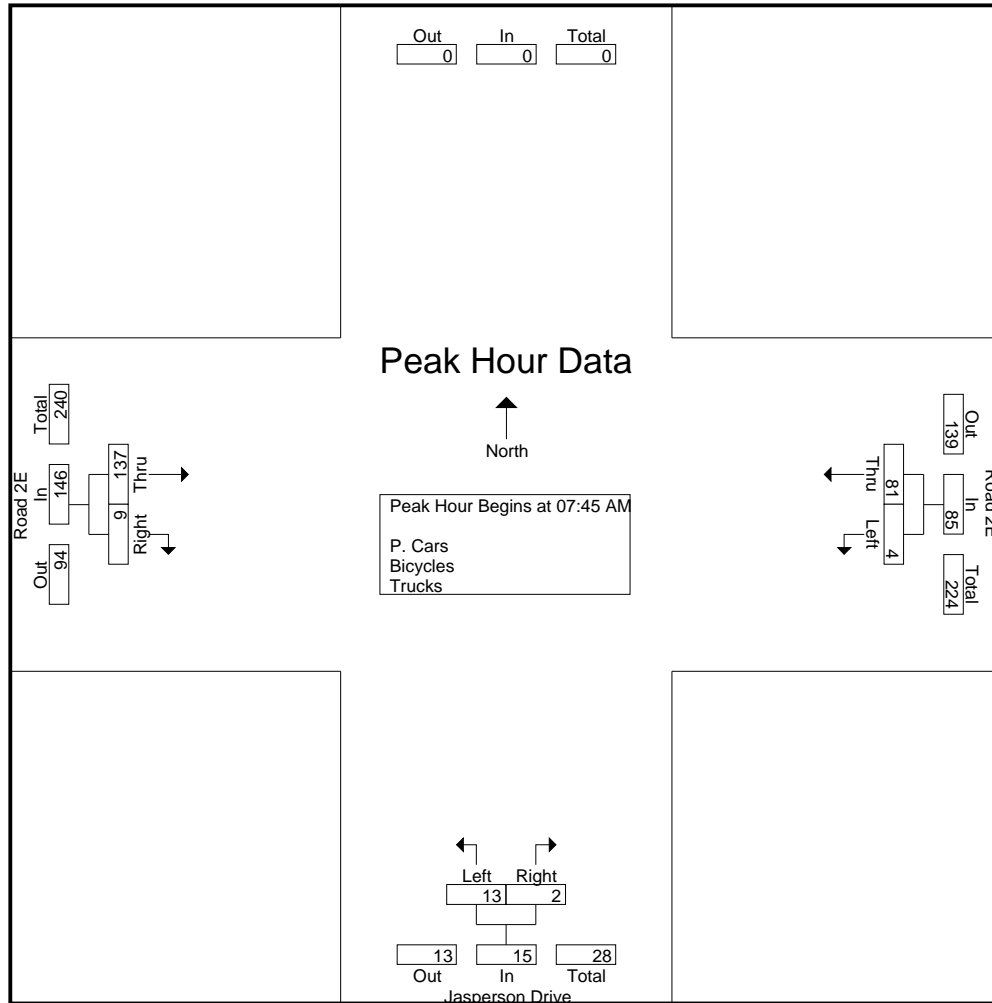 Out In Total
0 0 0
Peak Hour Data
North
Peak Hour Begins at 07:45 AM
P. Cars
Bicycles
Trucks
Road 2E
Total
240
In
146
Out
94
137
Thru
9
Right
Road 2E
Out
139
In
85
Total
224
Thru
81
Left
4
Left Right
13 2
13 15 28
Out In Total
Jasperson Drive